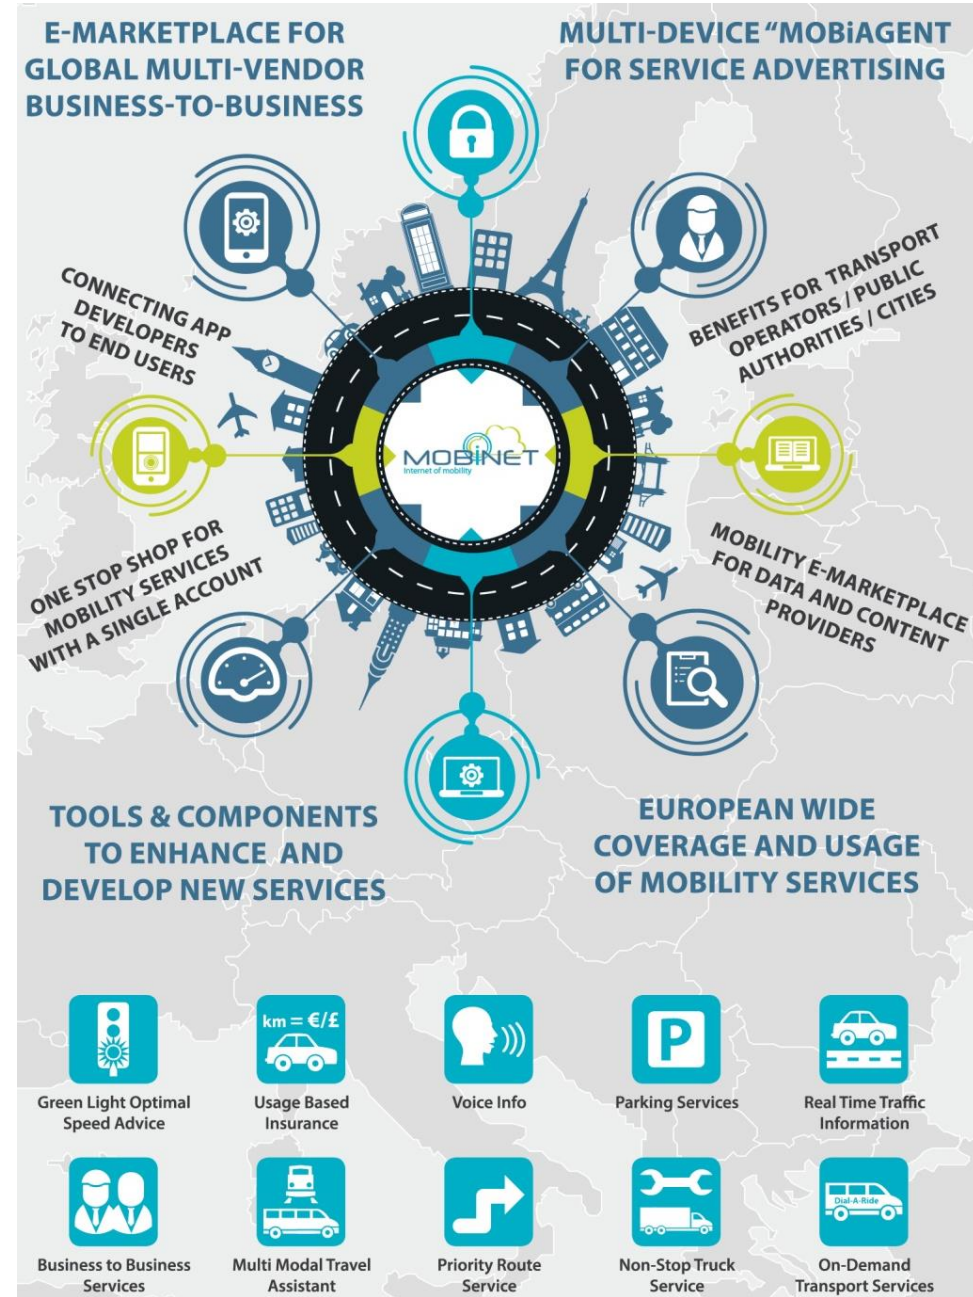 E-MARKETPLACE FOR
GLOBAL MULTI-VENDOR
BUSINESS-TO-BUSINESS
MULTI-DEVICE “MOBiAGENT
FOR SERVICE ADVERTISING
CONNECTING APP
DEVELOPERS
TO END USERS
BENEFITS FOR TRANSPORT
OPERATORS / PUBLIC
AUTHORITIES / CITIES
MOBiNET
Internet of mobility
ONE STOP SHOP FOR
MOBILITY SERVICES
WITH A SINGLE ACCOUNT
MOBILITY E-MARKETPLACE
FOR DATA AND CONTENT
PROVIDERS
TOOLS & COMPONENTS
TO ENHANCE AND
DEVELOP NEW SERVICES
EUROPEAN WIDE
COVERAGE AND USAGE
OF MOBILITY SERVICES
Green Light Optimal
Speed Advice
km = €/£
Usage Based
Insurance
Voice Info
P
Parking Services
Real Time Traffic
Information
Business to Business
Services
Multi Modal Travel
Assistant
Priority Route
Service
Non-Stop Truck
Service
Dial-A-Ride
On-Demand
Transport Services